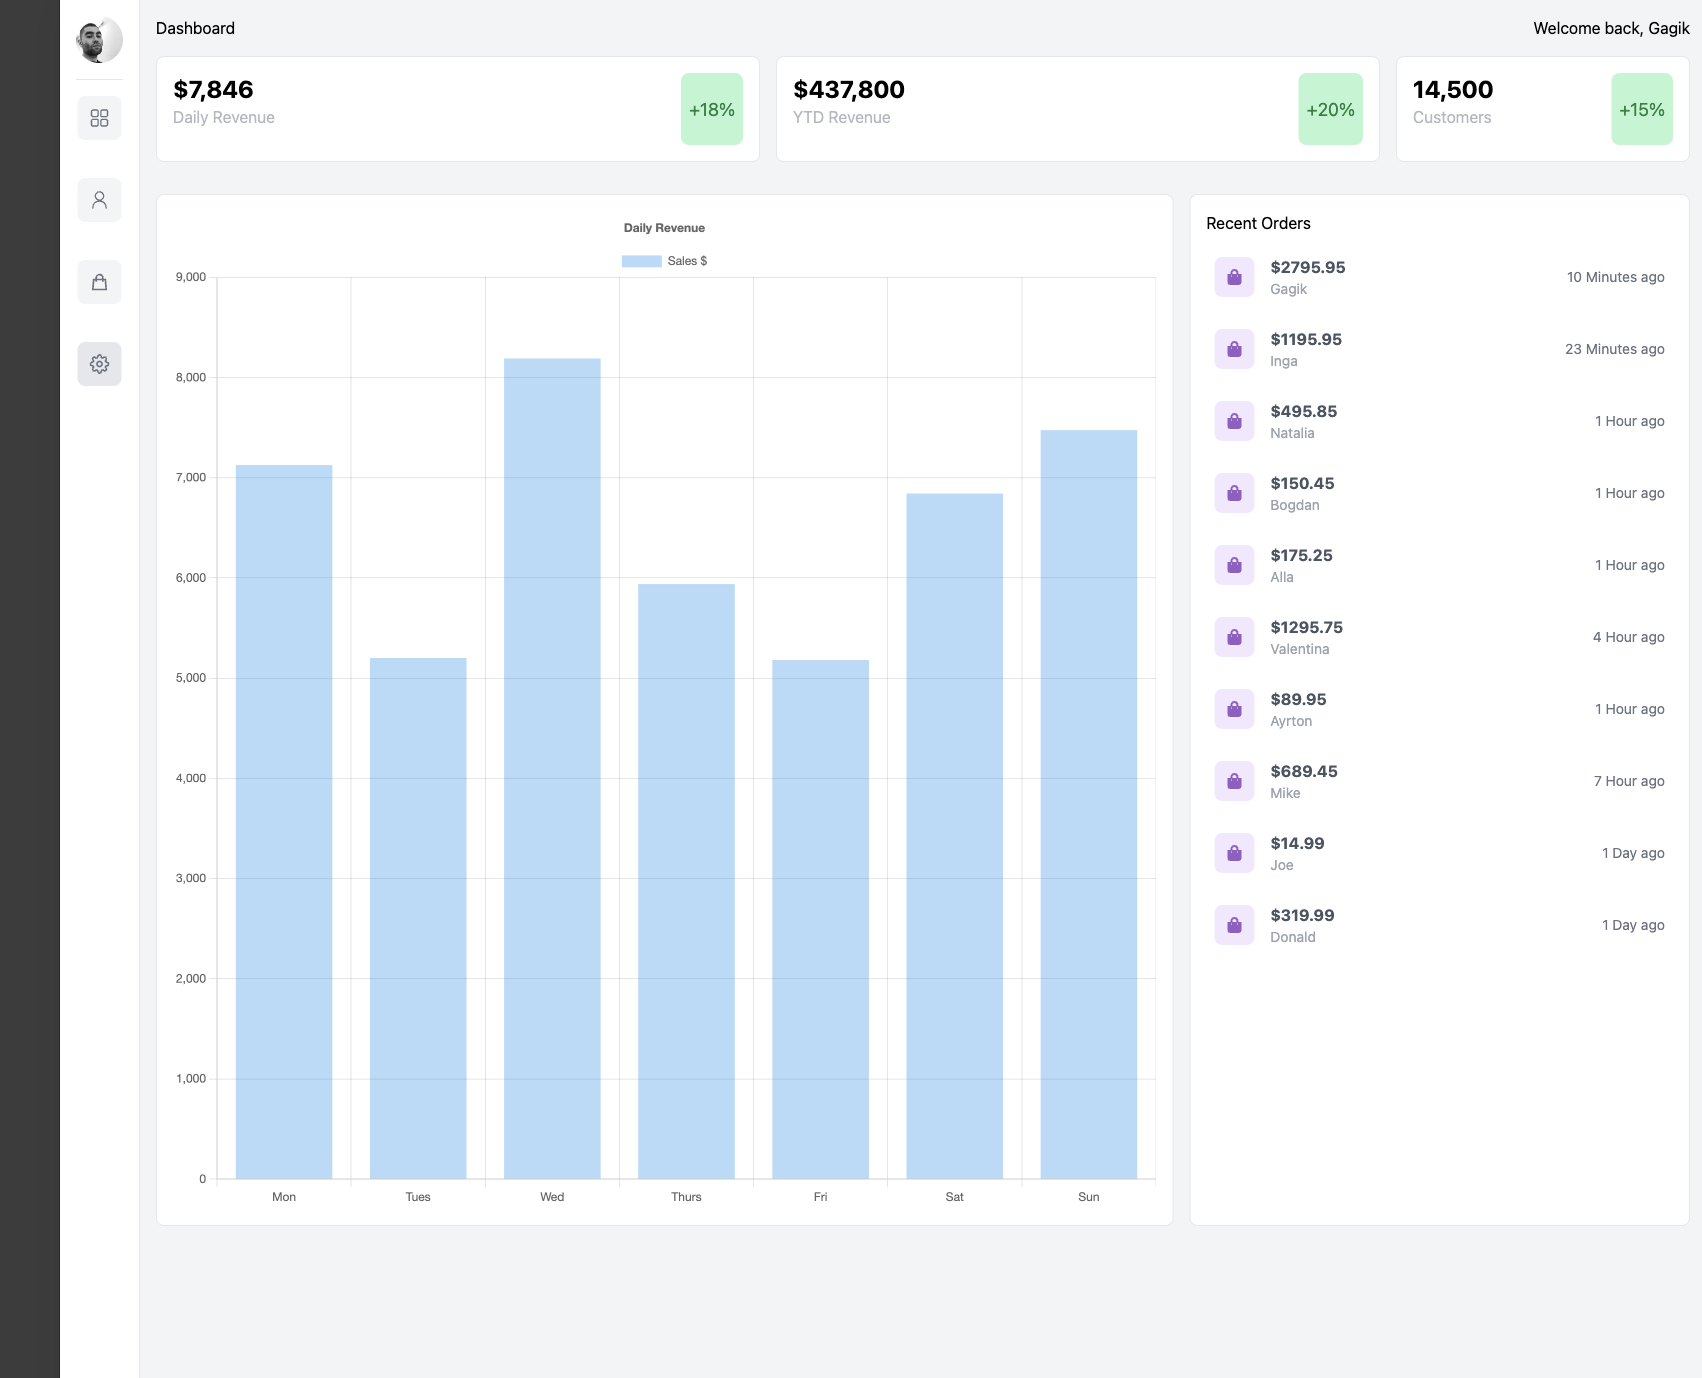 Dashboard
Welcome back, Gagik
$7,846
Daily Revenue
+18%
$437,800
YTD Revenue
+20%
14,500
Customers
+15%
Daily Revenue
Sales $
9,000
8,000
7,000
6,000
5,000
4,000
3,000
2,000
1,000
0
Mon
Tues
Wed
Thurs
Fri
Sat
Sun
Recent Orders
$2795.95
Gagik
10 Minutes ago
$1195.95
Inga
23 Minutes ago
$495.85
Natalia
1 Hour ago
$150.45
Bogdan
1 Hour ago
$175.25
Alla
1 Hour ago
$1295.75
Valentina
4 Hour ago
$89.95
Ayrton
1 Hour ago
$689.45
Mike
7 Hour ago
$14.99
Joe
1 Day ago
$319.99
Donald
1 Day ago